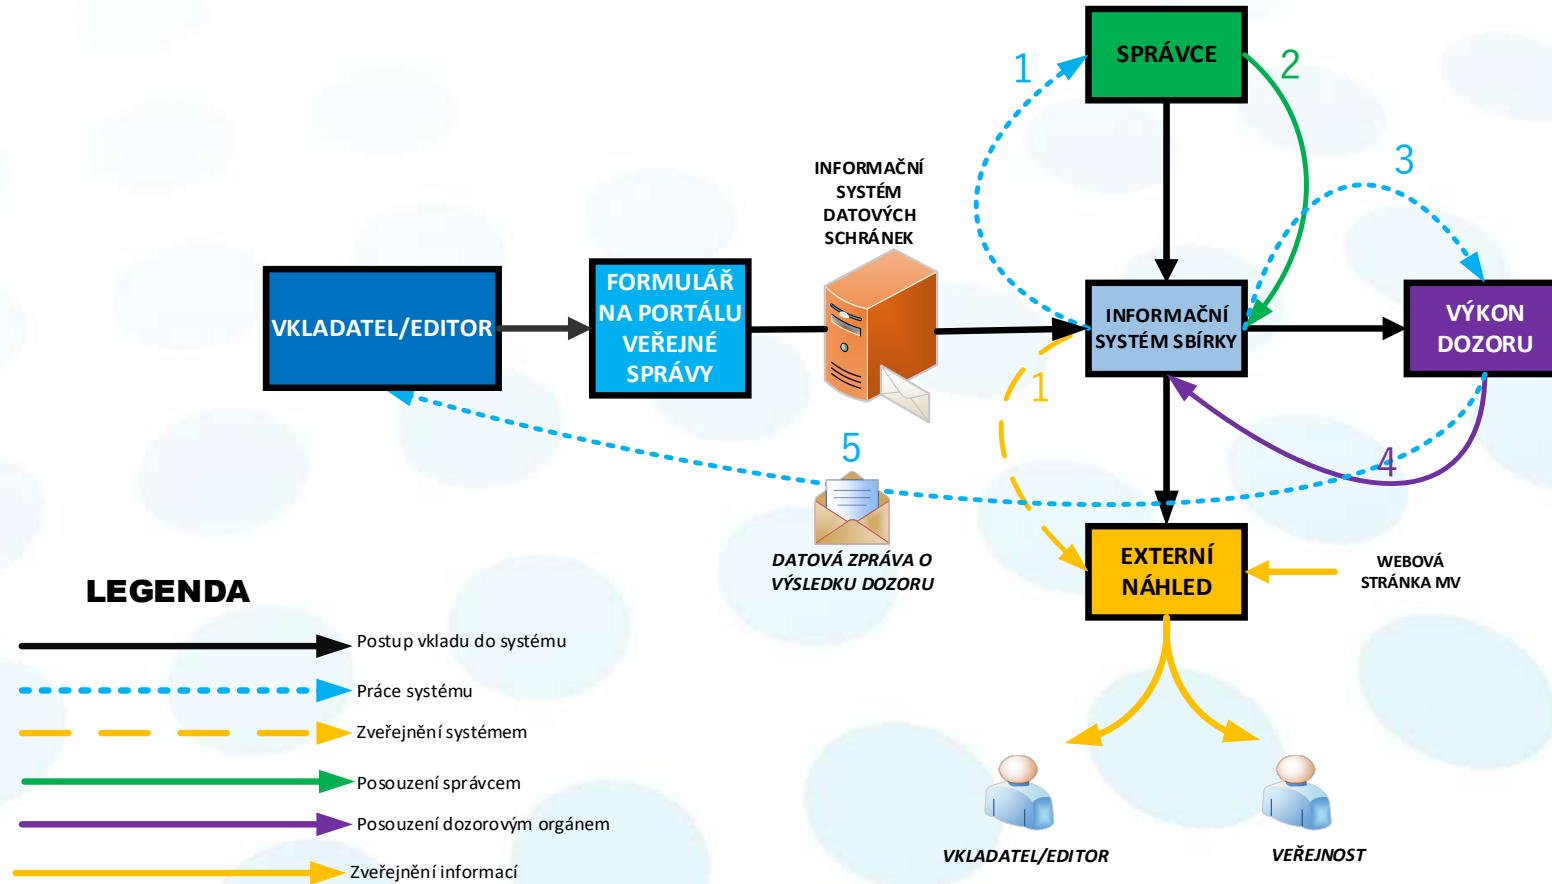 SPRÁVCE
1
2
3
INFORMAČNÍ
SYSTÉM
DATOVÝCH
SCHRÁNEK
VKLADATEL/EDITOR
FORMULÁŘ
NA PORTÁLU
VEŘEJNÉ
SPRÁVY
INFORMAČNÍ
SYSTÉM SBÍRKY
VÝKON
DOZORU
1
5
4
DATOVÁ ZPRÁVA O
VÝSLEDKU DOZORU
EXTERNÍ
NÁHLED
WEBOVÁ
STRÁNKA MV
LEGENDA
Postup vkladu do systému
Práce systému
Zveřejnění systémem
Posouzení správcem
Posouzení dozorovým orgánem
Zveřejnění informací
VKLADATEL/EDITOR
VEŘEJNOST